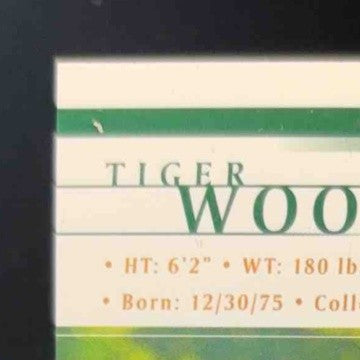 TIGER
WOO
• HT: 6'2" • WT: 180 lb
• Born: 12/30/75 • Coll